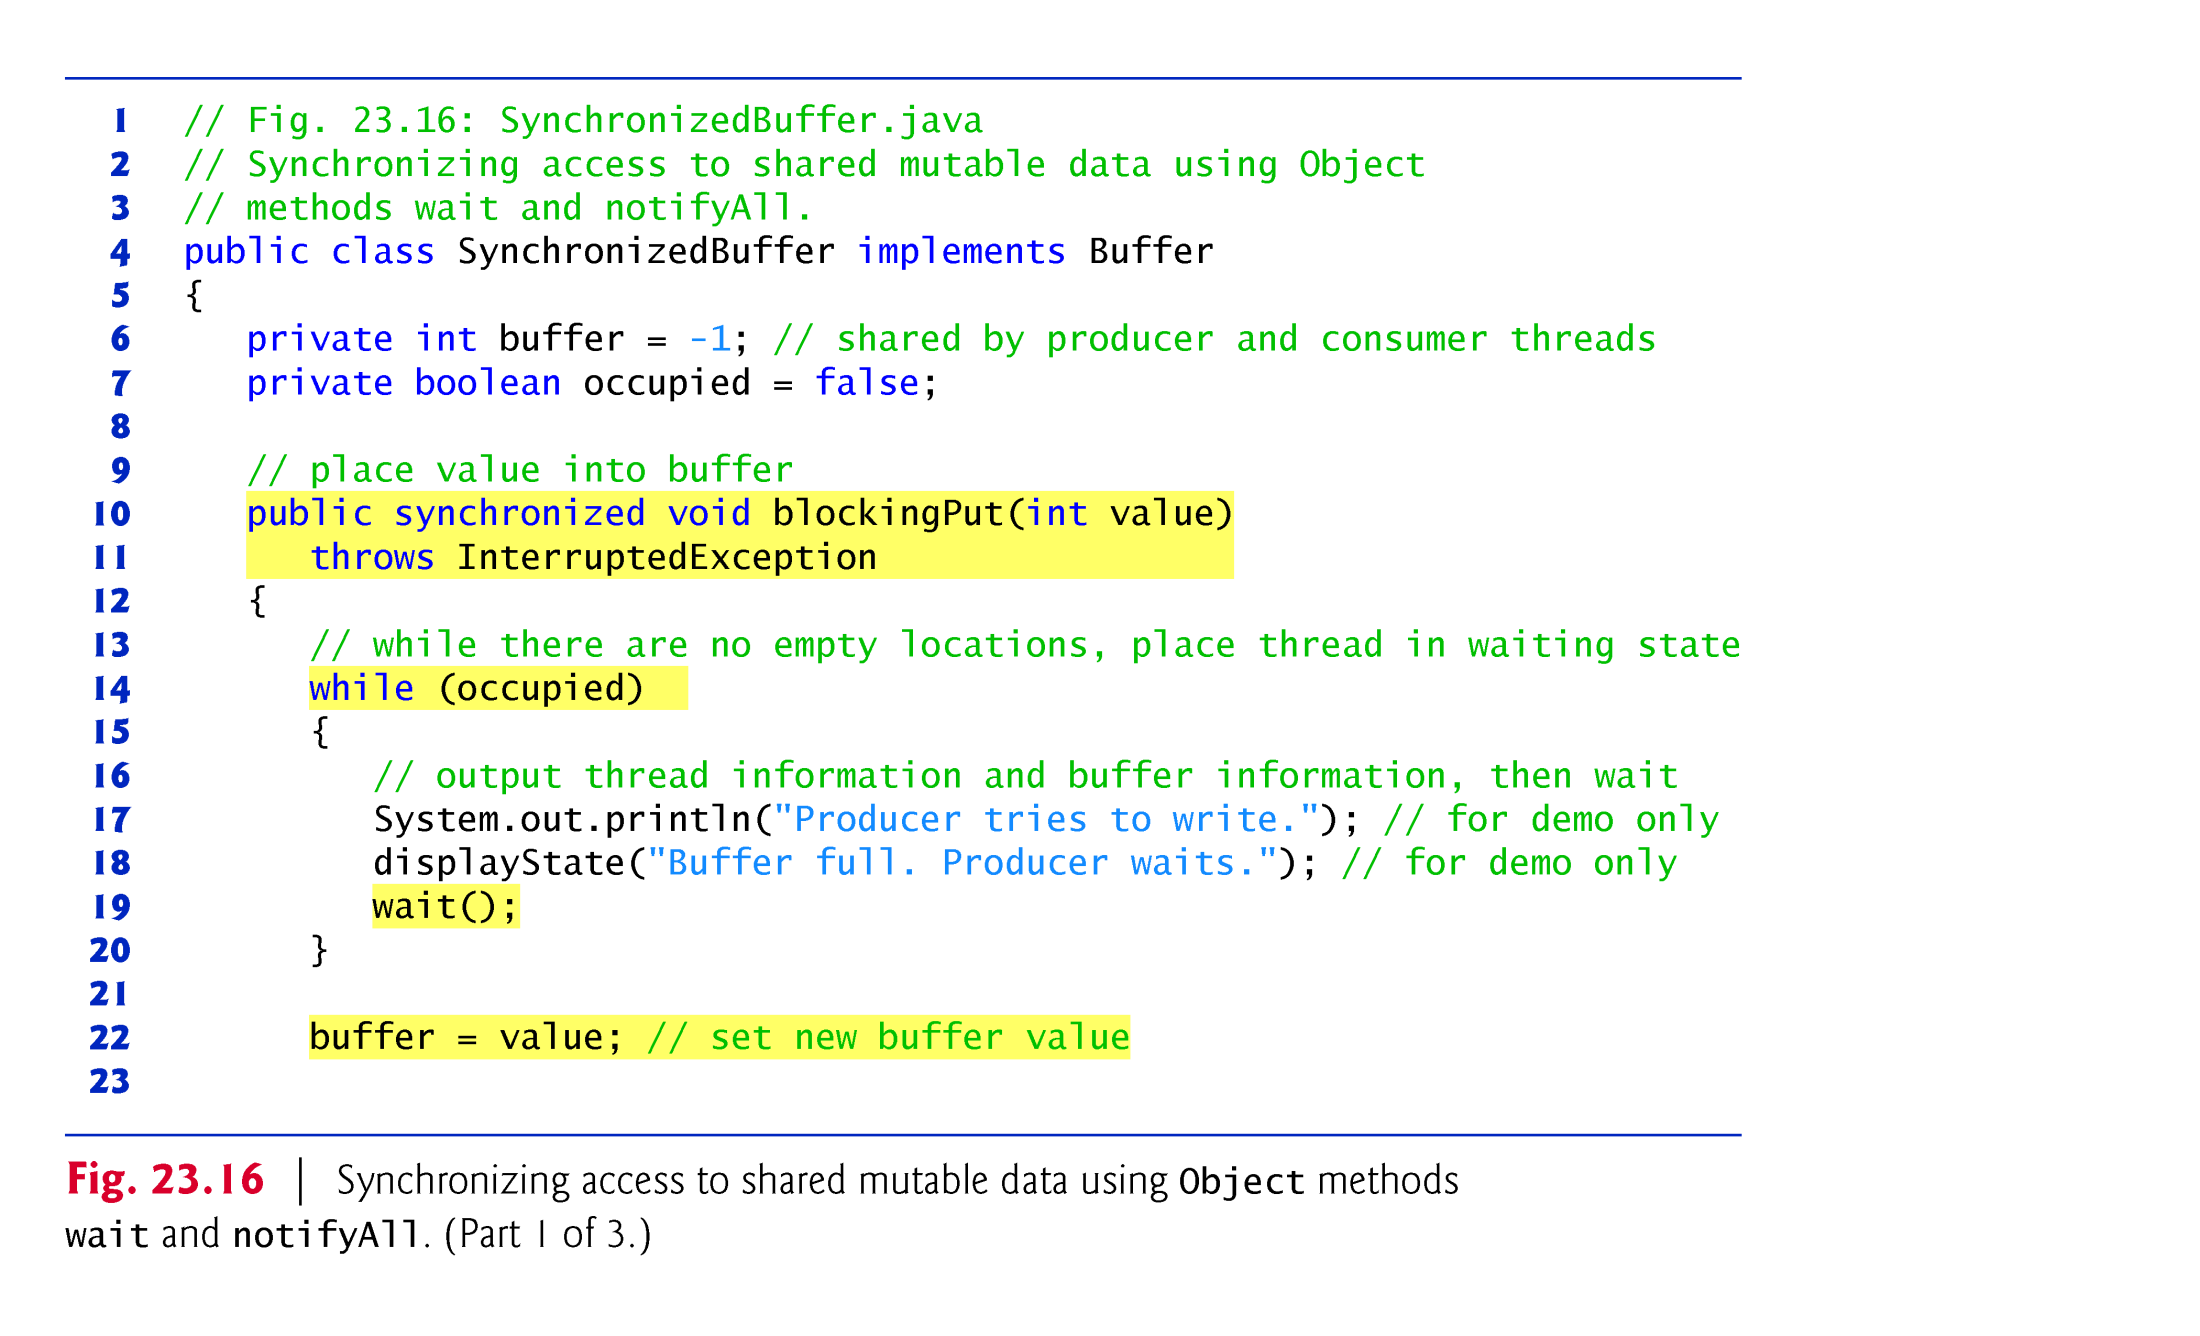 1 // Fig. 23.16: SynchronizedBuffer.java
2 // Synchronizing access to shared mutable data using Object
3 // methods wait and notifyAll.
4 public class SynchronizedBuffer implements Buffer
5 {
6 private int buffer = -1; // shared by producer and consumer threads
7 private boolean occupied = false;
8
9 // place value into buffer
10 public synchronized void blockingPut(int value)
11 throws InterruptedException
12 {
13 // while there are no empty locations, place thread in waiting state
14 while (occupied)
15 {
16 // output thread information and buffer information, then wait
17 System.out.println("Producer tries to write."); // for demo only
18 displayState("Buffer full. Producer waits."); // for demo only
19 wait();
20 }
21
22 buffer = value; // set new buffer value
23
Fig. 23.16 | Synchronizing access to shared mutable data using Object methods
wait and notifyAll. (Part 1 of 3.)